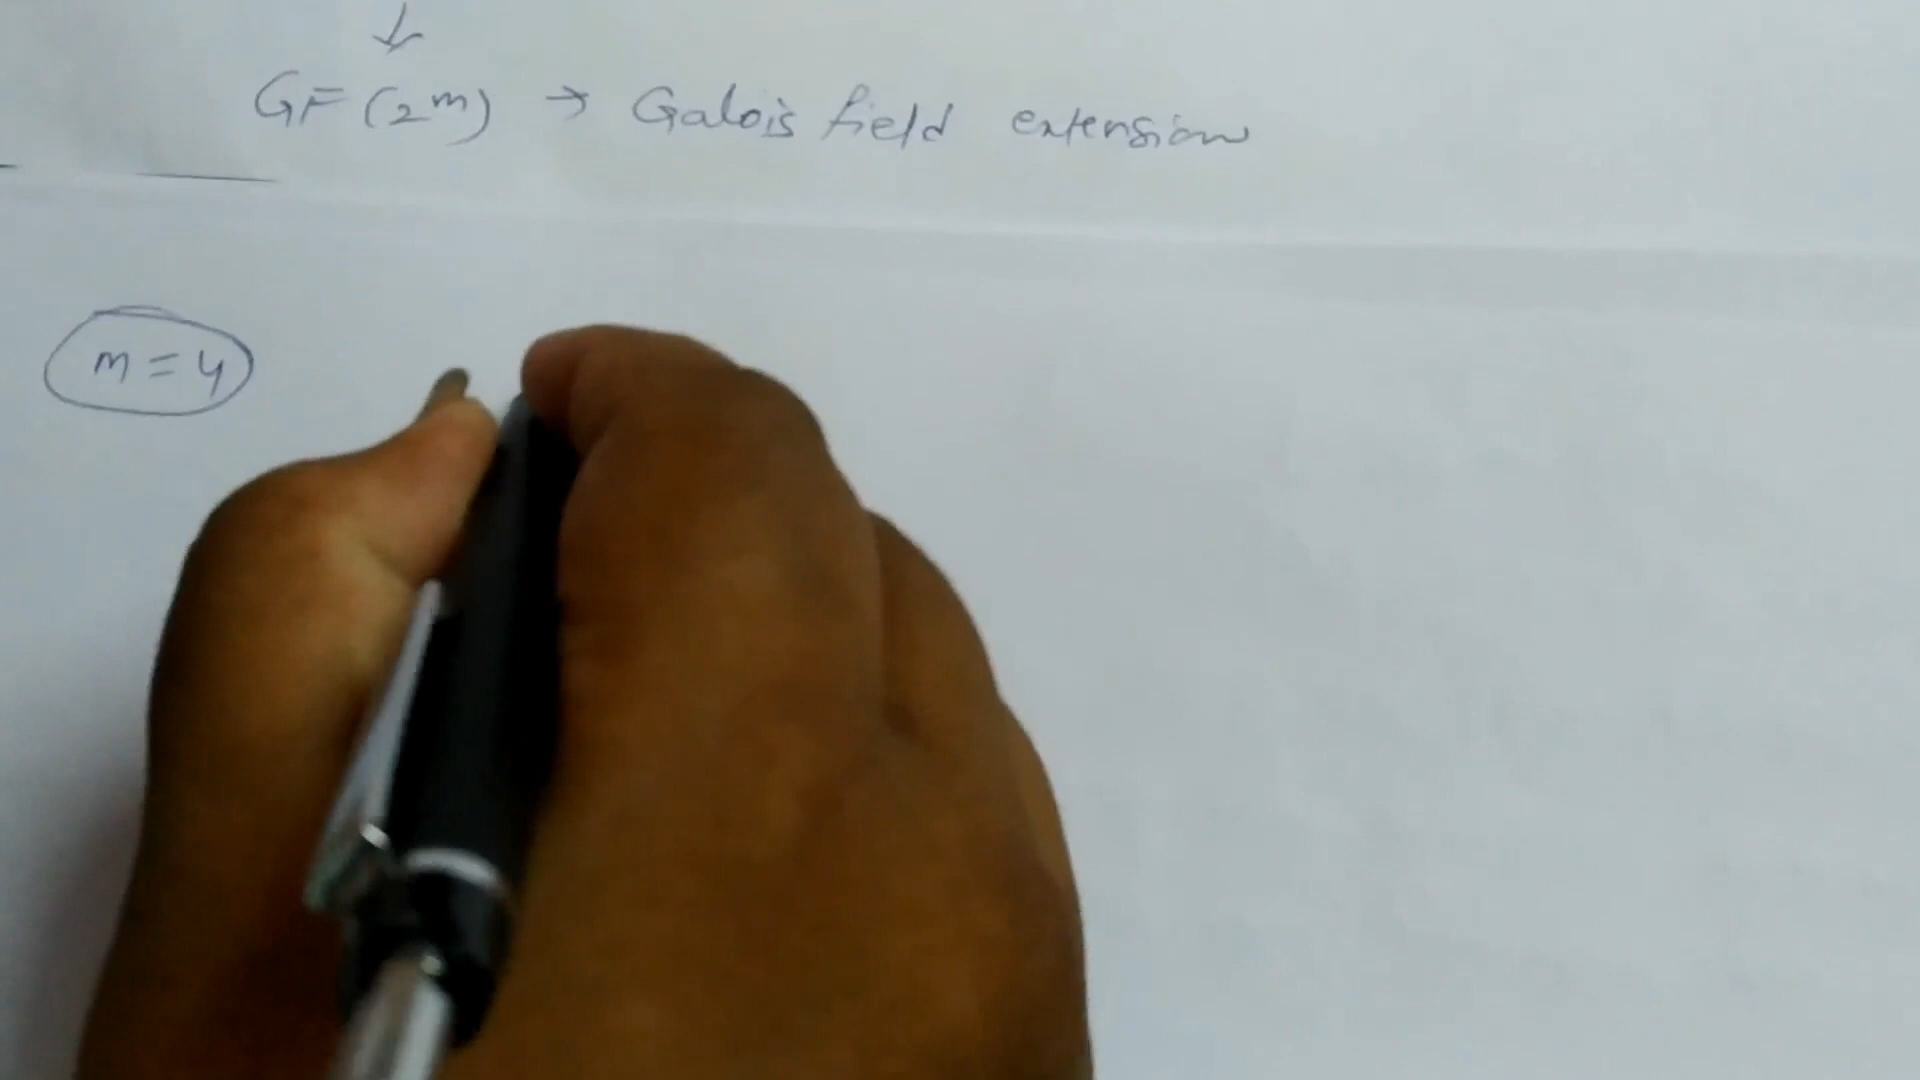 ↓
GF(2^m) → Galois field extension
m = 4